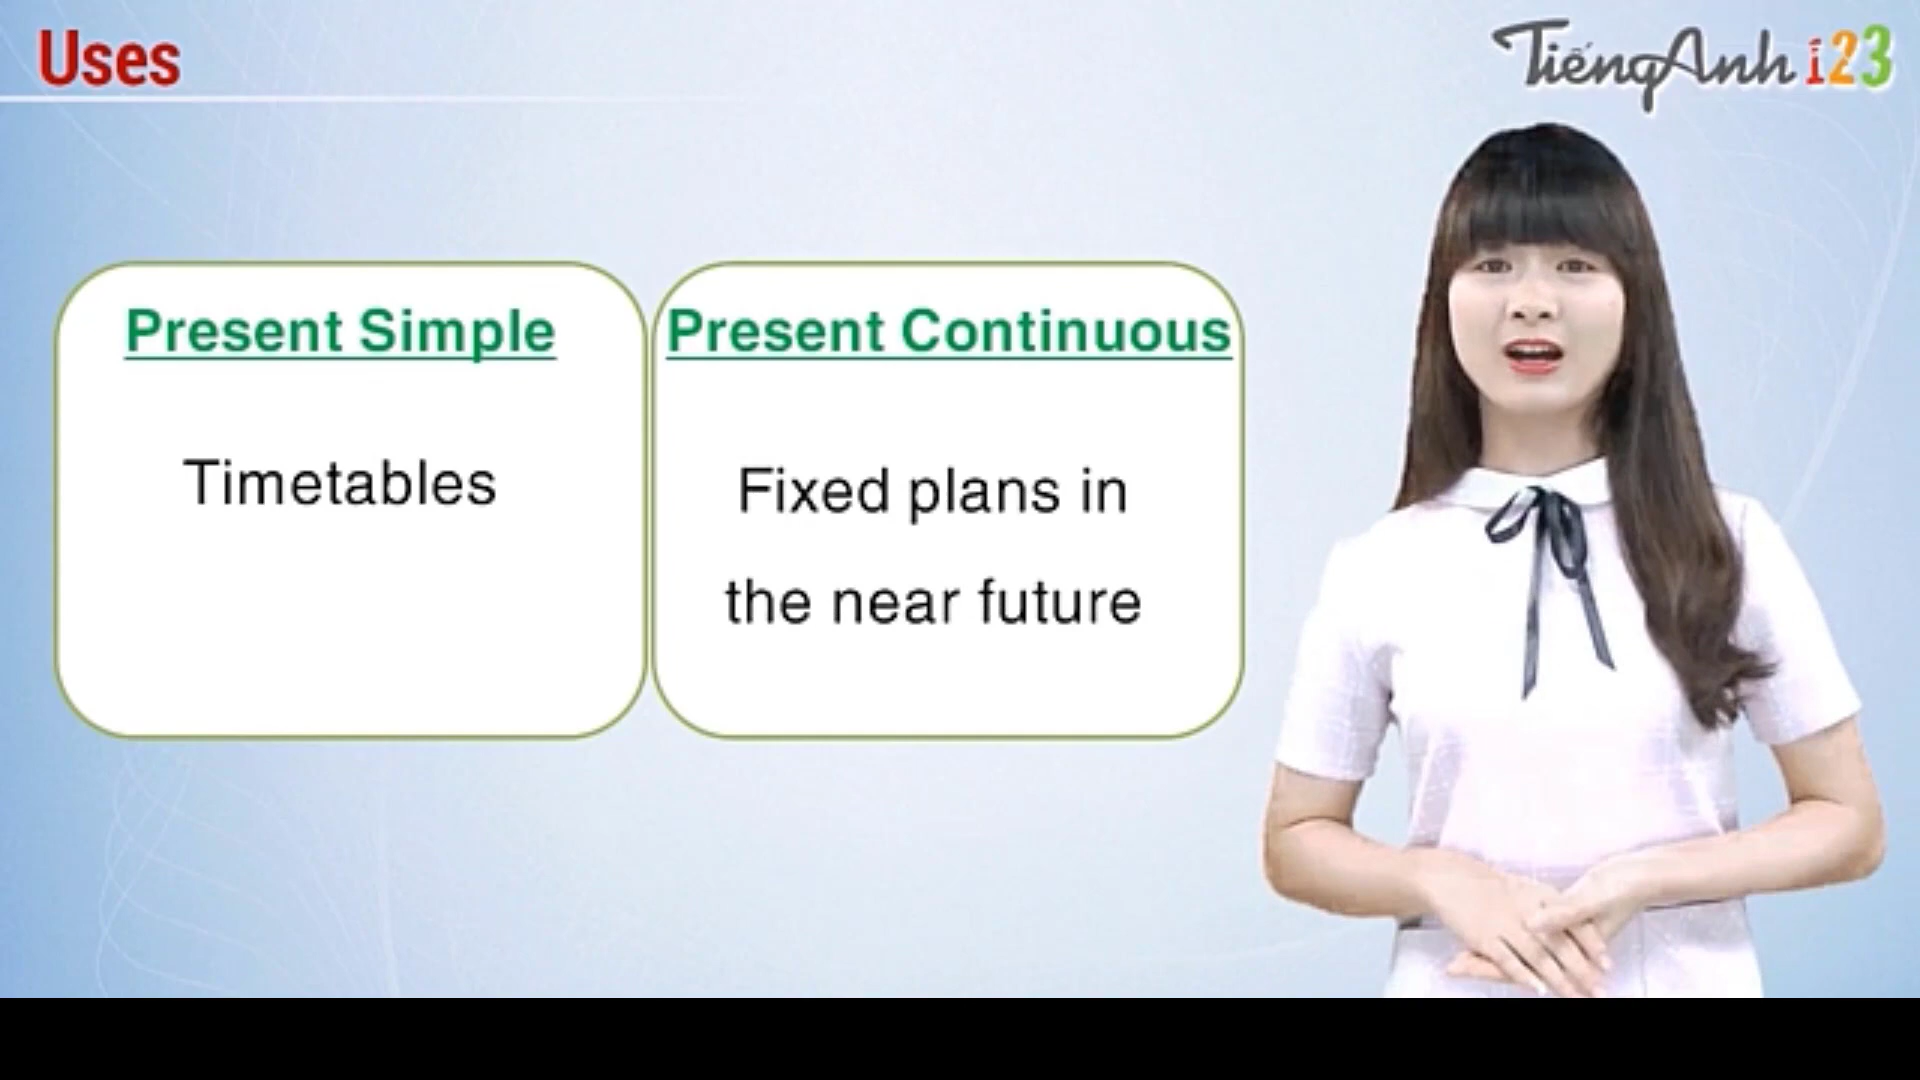 Uses
TiếngAnh123
Present Simple
Timetables
Present Continuous
Fixed plans in
the near future